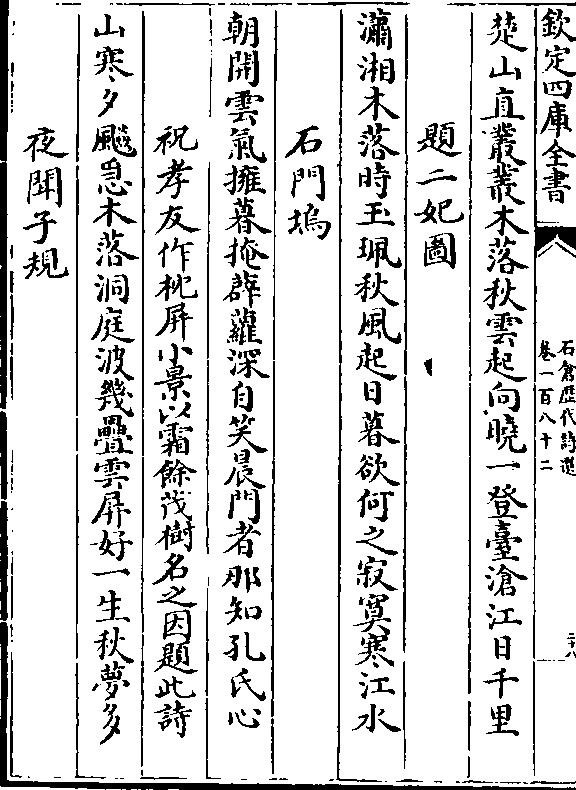 欽定四庫全書
石倉歷代詩選
卷一百八十二
楚山直叢叢木落秋雲起向曉一登臺滄江日千里
題二妃圖
瀟湘木落時玉珮秋風起日暮欲何之寂寞寒江水
石門塢
朝開雲氣擁暮掩薜蘿深自笑晨門者那知孔氏心
祝孝友作枕屏小景以霜餘茂樹名之因題此詩
山寒夕飈急木落洞庭波幾疊雲屏好一生秋夢多
夜聞子規